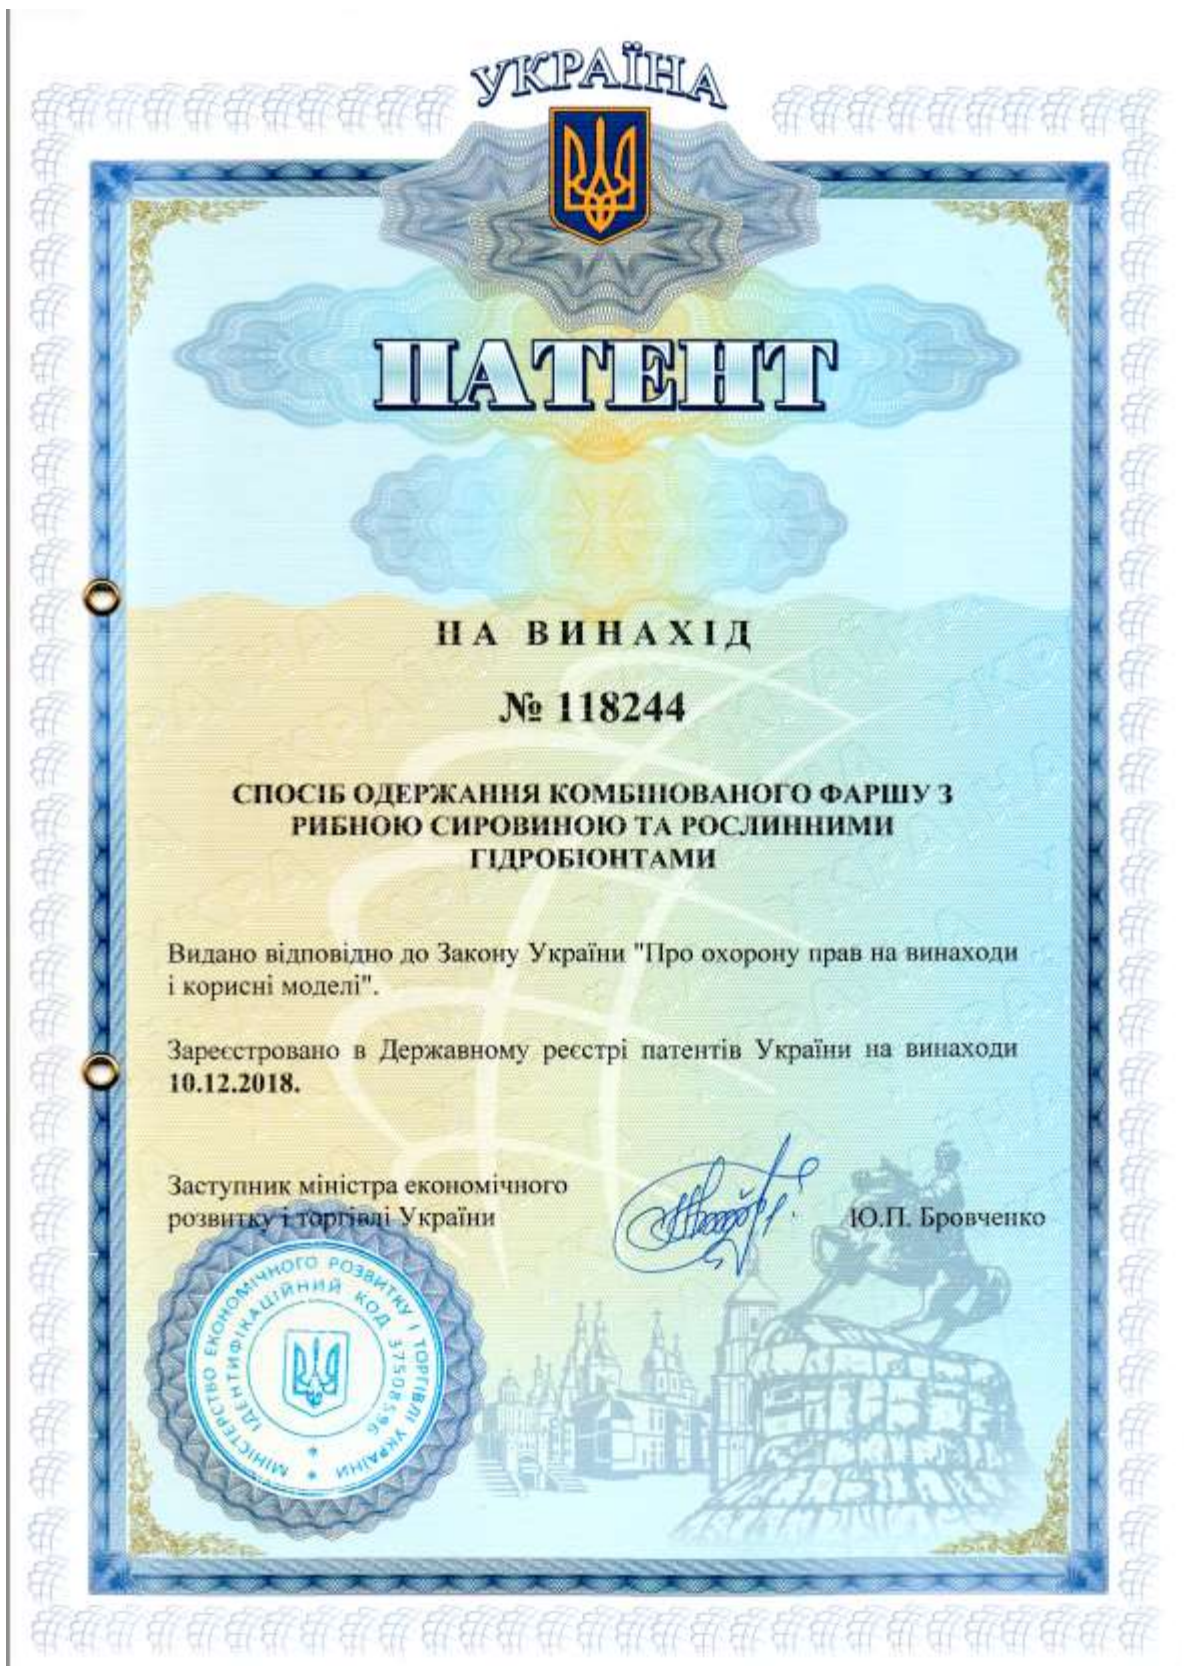 УКРАЇНА
ПАТЕНТ
НА ВИНАХІД
№ 118244
СПОСІБ ОДЕРЖАННЯ КОМБІНОВАНОГО ФАРШУ З
РИБНОЮ СИРОВИНОЮ ТА РОСЛИННИМИ
ГІДРОБІОНТАМИ
Видано відповідно до Закону України "Про охорону прав на винаходи
і корисні моделі".
Зареєстровано в Державному реєстрі патентів України на винаходи
10.12.2018.
Заступник міністра економічного
розвитку і торгівлі України
Ю.П. Бровченко
МІНІСТЕРСТВО ЕКОНОМІЧНОГО РОЗВИТКУ І ТОРГІВЛІ УКРАЇНИ
ІДЕНТИФІКАЦІЙНИЙ КОД 37508596